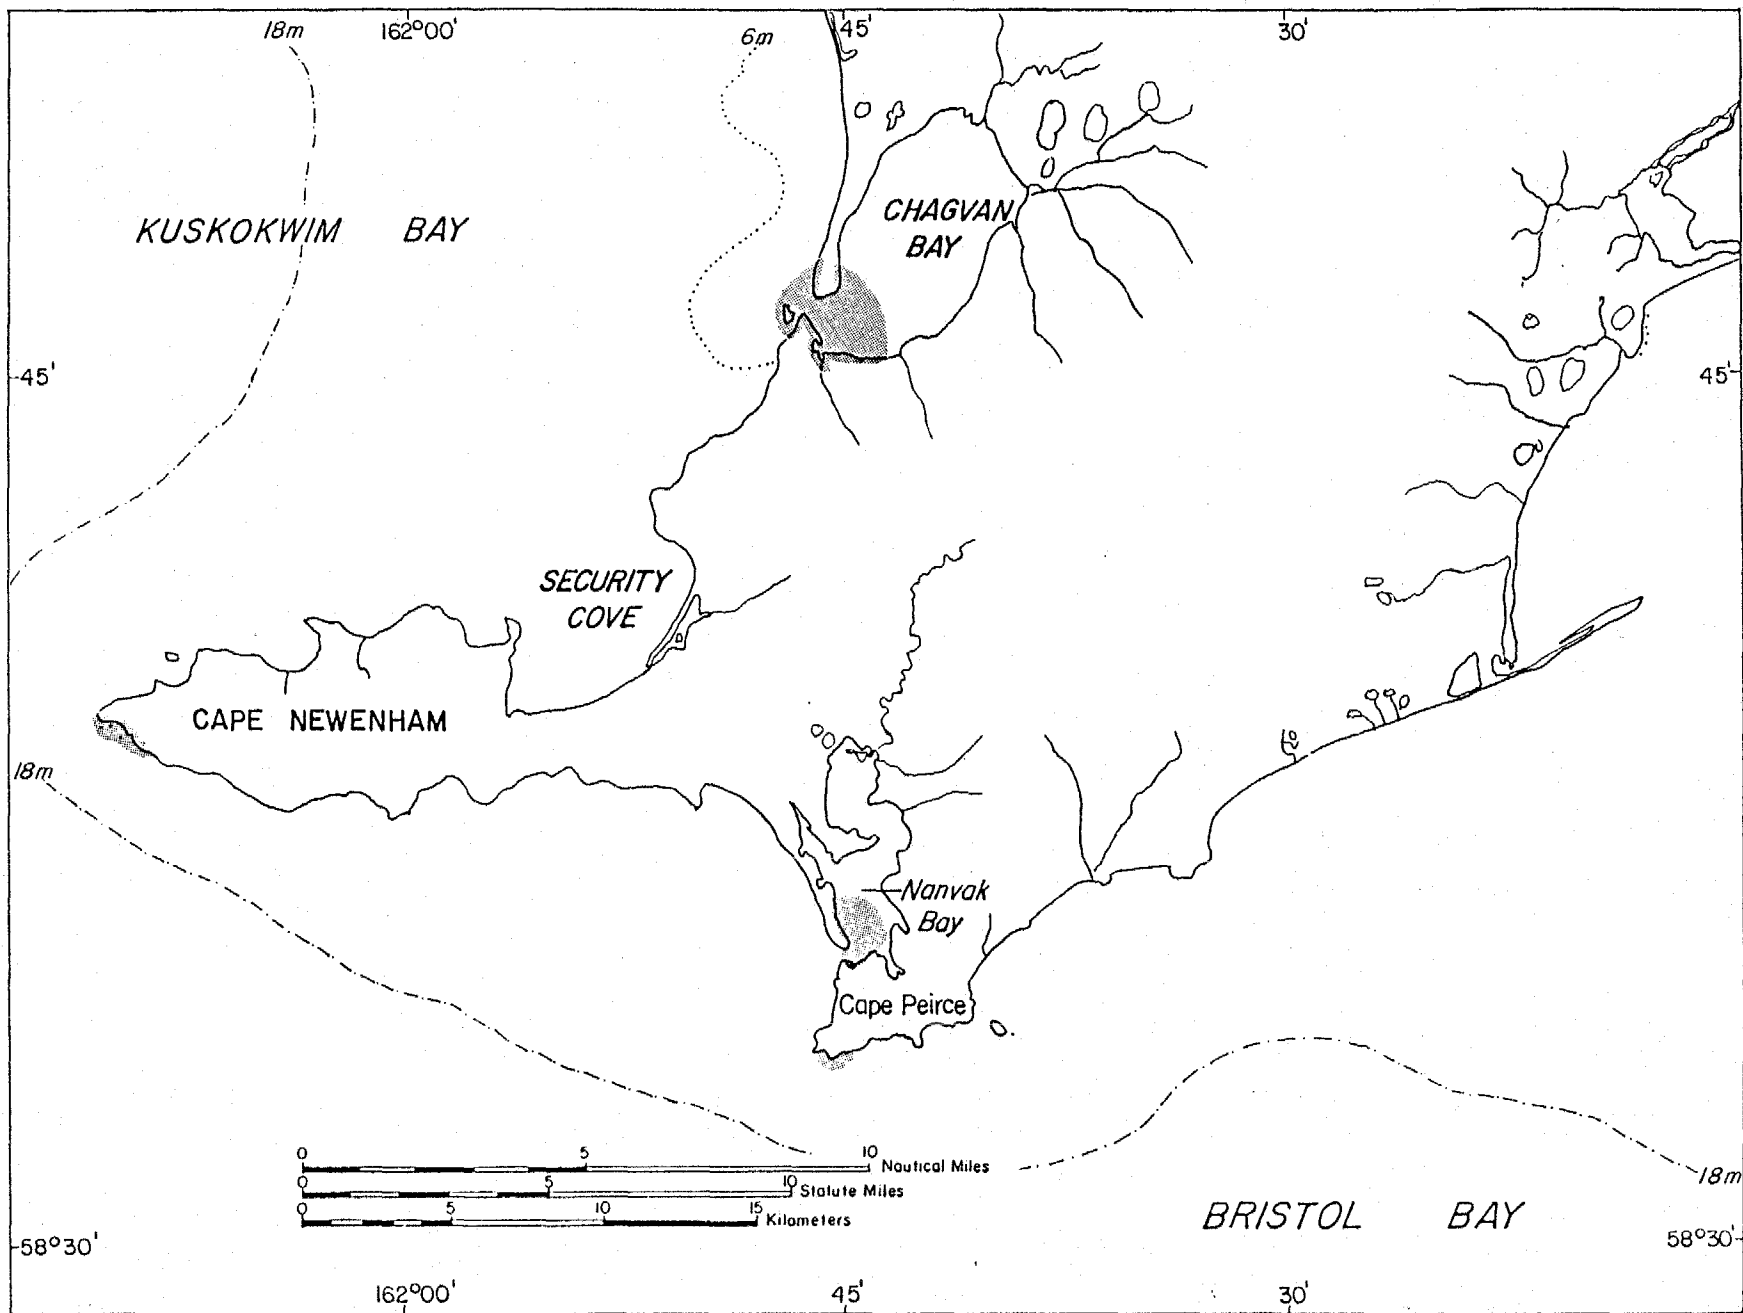 18m
162°00'
6m
45'
30'
KUSKOKWIM BAY
CHAGVAN
BAY
45'
45'
SECURITY
COVE
CAPE NEWENHAM
18m
Nanvak
Bay
Cape Peirce
0 5 10 Nautical Miles
0 5 10 Statute Miles
0 5 10 15 Kilometers
18m
BRISTOL BAY
58°30'
58°30'
162°00'
45'
30'